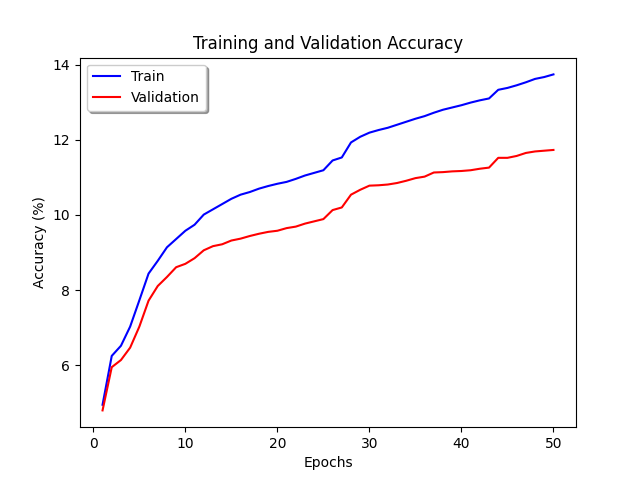 Training and Validation Accuracy
Train
Validation
14
12
10
8
6
Accuracy (%)
0 10 20 30 40 50
Epochs